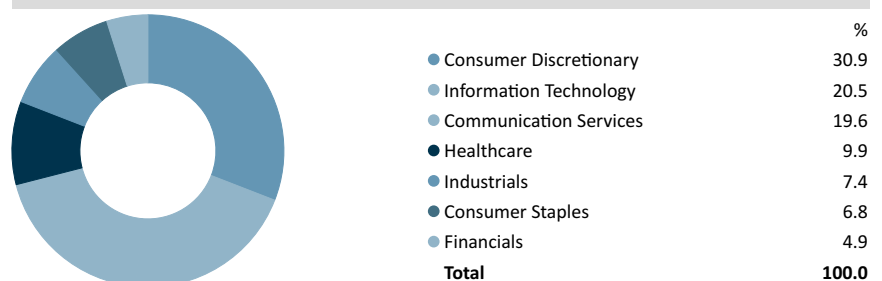 %
Consumer Discretionary 30.9
Information Technology 20.5
Communication Services 19.6
Healthcare 9.9
Industrials 7.4
Consumer Staples 6.8
Financials 4.9
Total 100.0